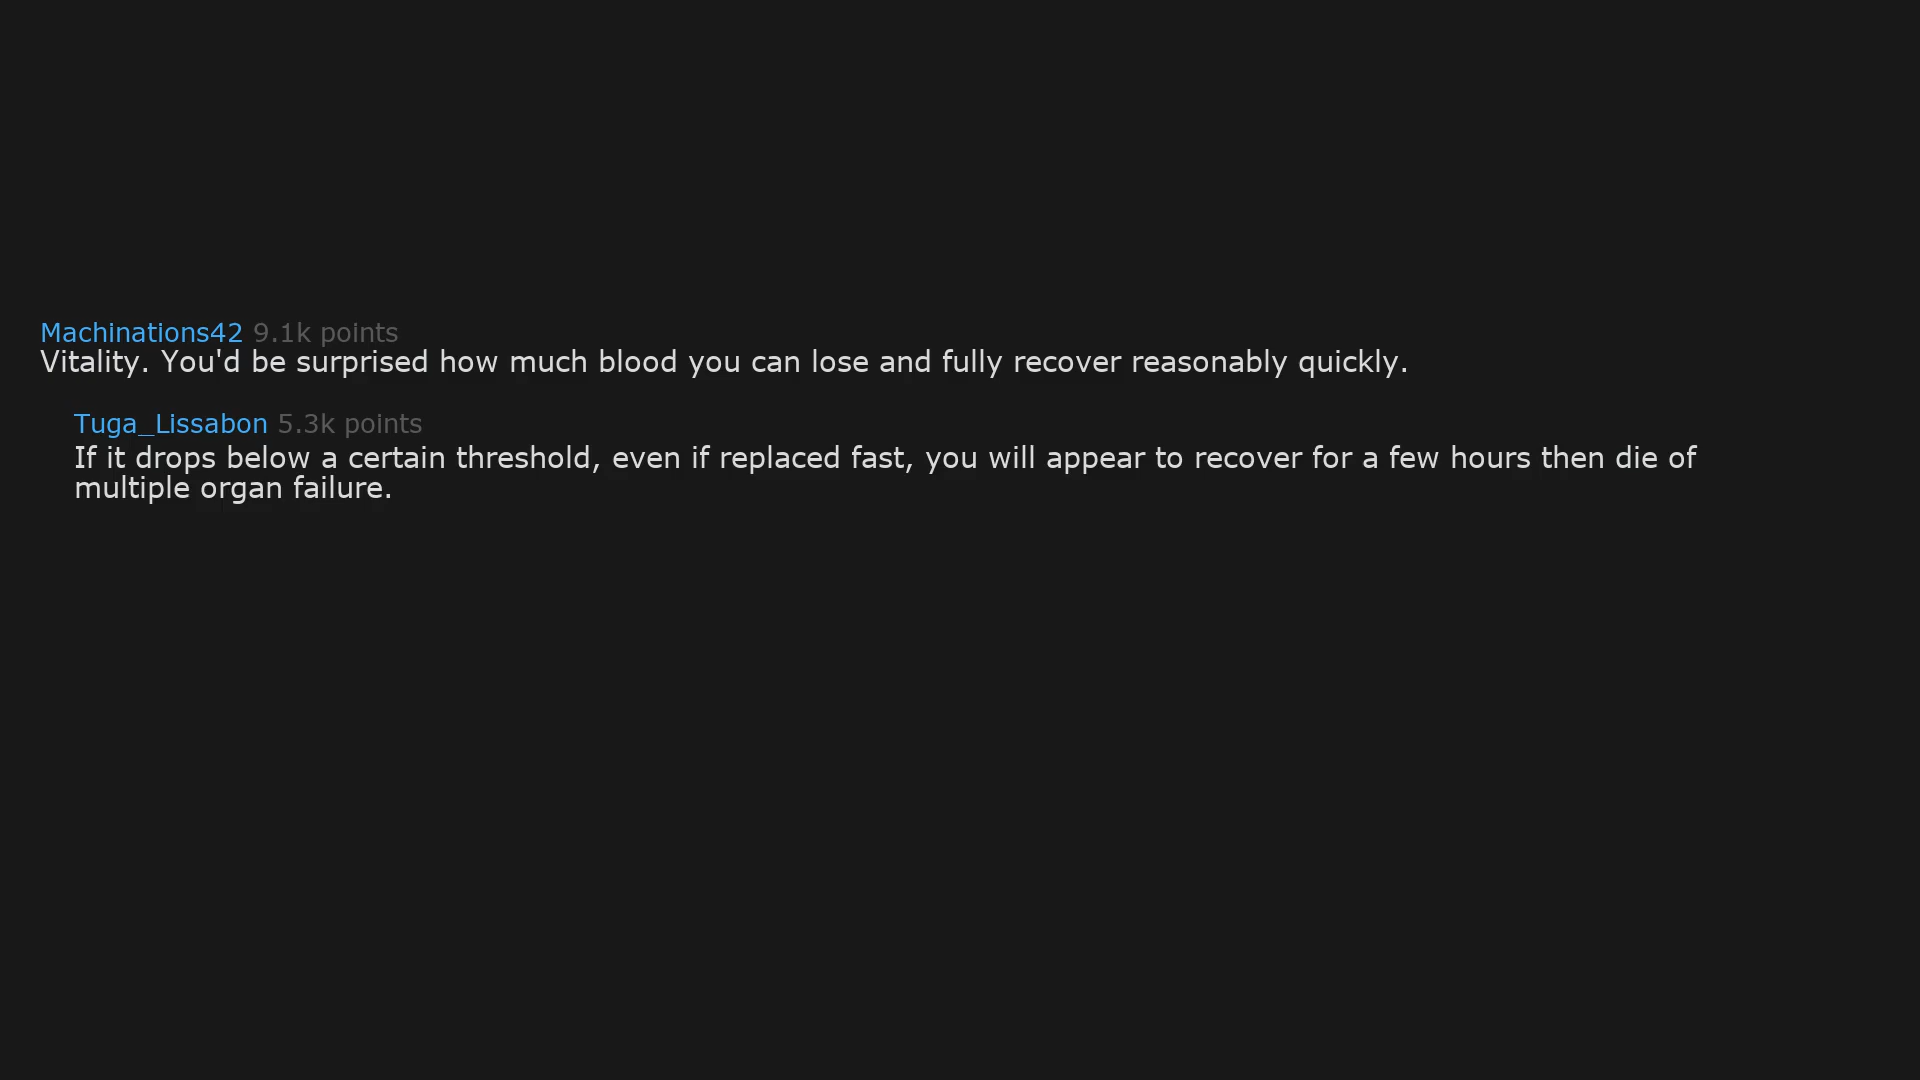 Machinations42 9.1k points
Vitality. You'd be surprised how much blood you can lose and fully recover reasonably quickly.
Tuga_Lissabon 5.3k points
If it drops below a certain threshold, even if replaced fast, you will appear to recover for a few hours then die of
multiple organ failure.